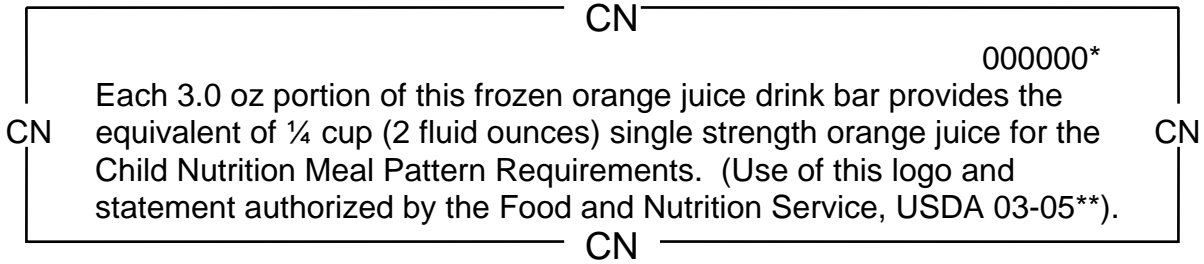 CN
000000*
Each 3.0 oz portion of this frozen orange juice drink bar provides the
CN equivalent of ¼ cup (2 fluid ounces) single strength orange juice for the CN
Child Nutrition Meal Pattern Requirements. (Use of this logo and
statement authorized by the Food and Nutrition Service, USDA 03-05**).
CN